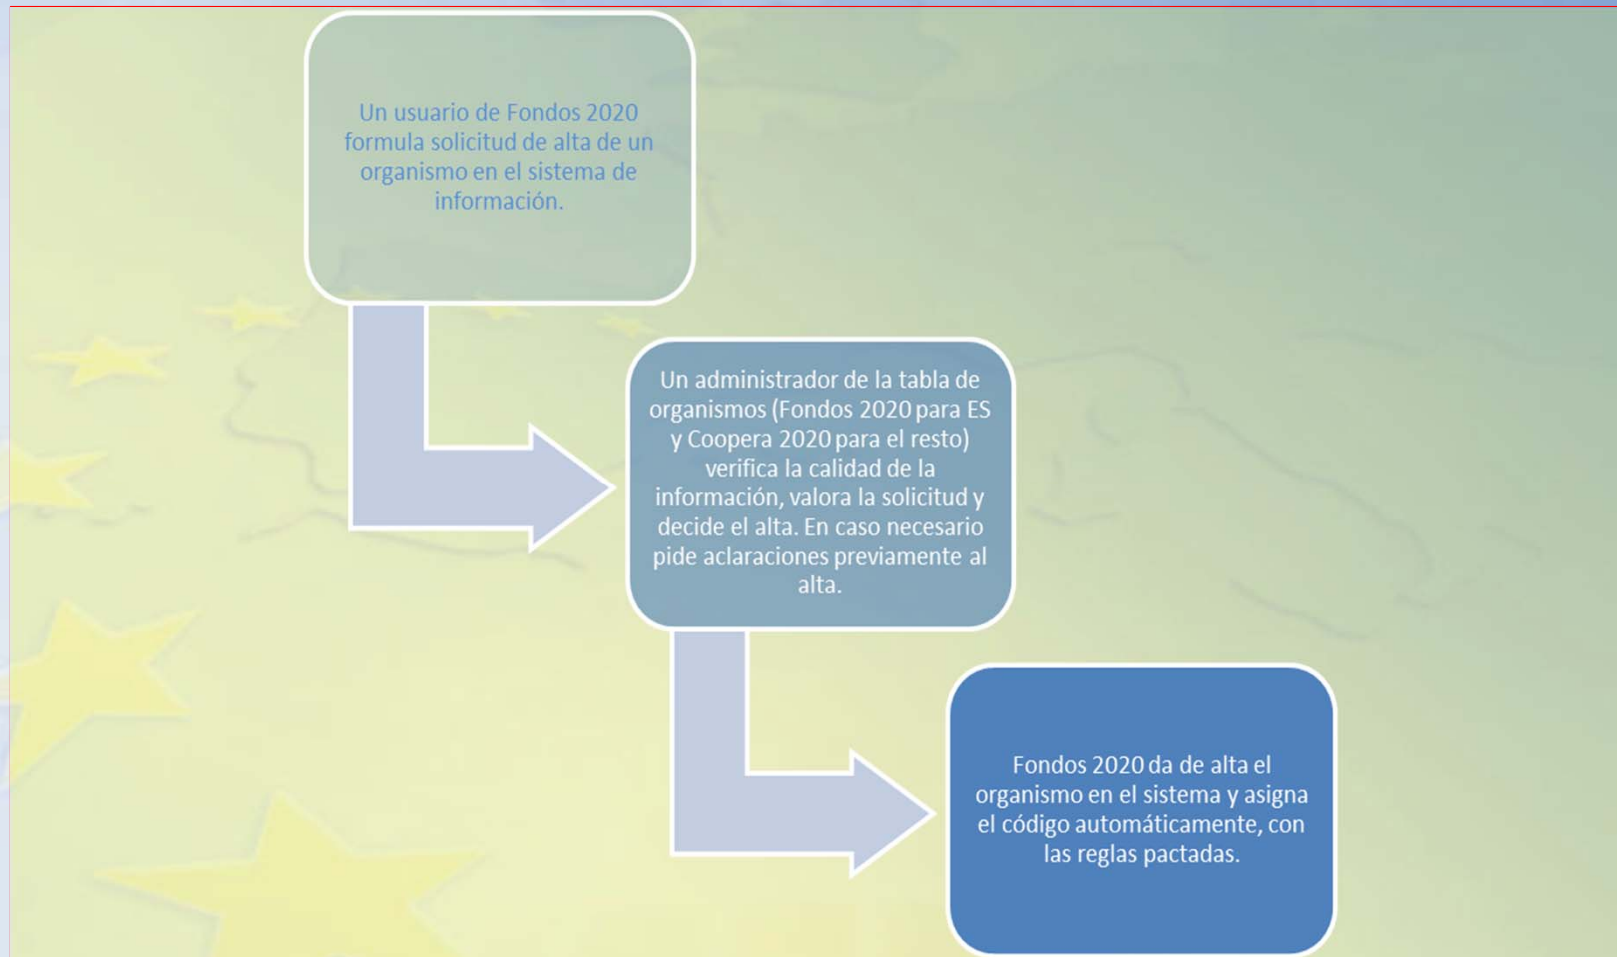 Un usuario de Fondos 2020
formula solicitud de alta de un
organismo en el sistema de
información.
Un administrador de la tabla de
organismos (Fondos 2020 para ES
y Coopera 2020 para el resto)
verifica la calidad de la
información, valora la solicitud y
decide el alta. En caso necesario
pide aclaraciones previamente al
alta.
Fondos 2020 da de alta el
organismo en el sistema y asigna
el código automáticamente, con
las reglas pactadas.